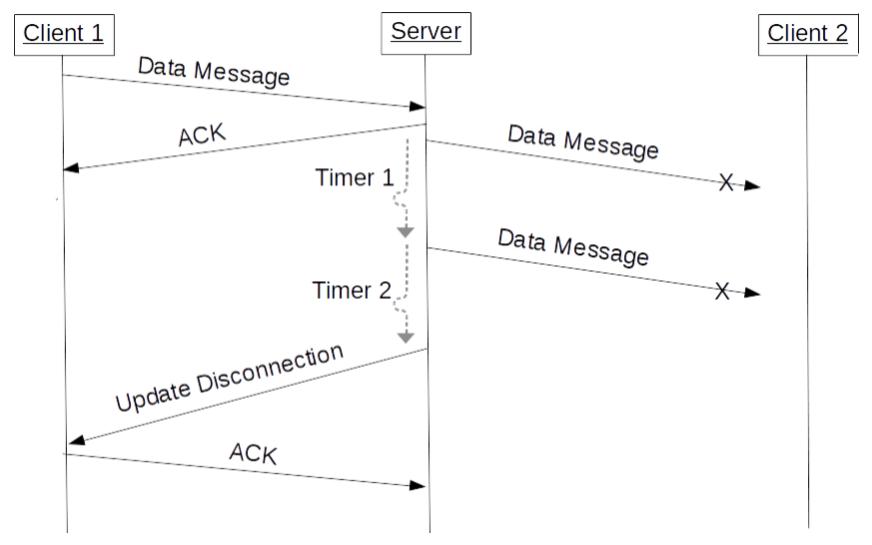 Client 1
Server
Client 2
Data Message
ACK
Data Message
X
Timer 1
Data Message
X
Timer 2
Update Disconnection
ACK